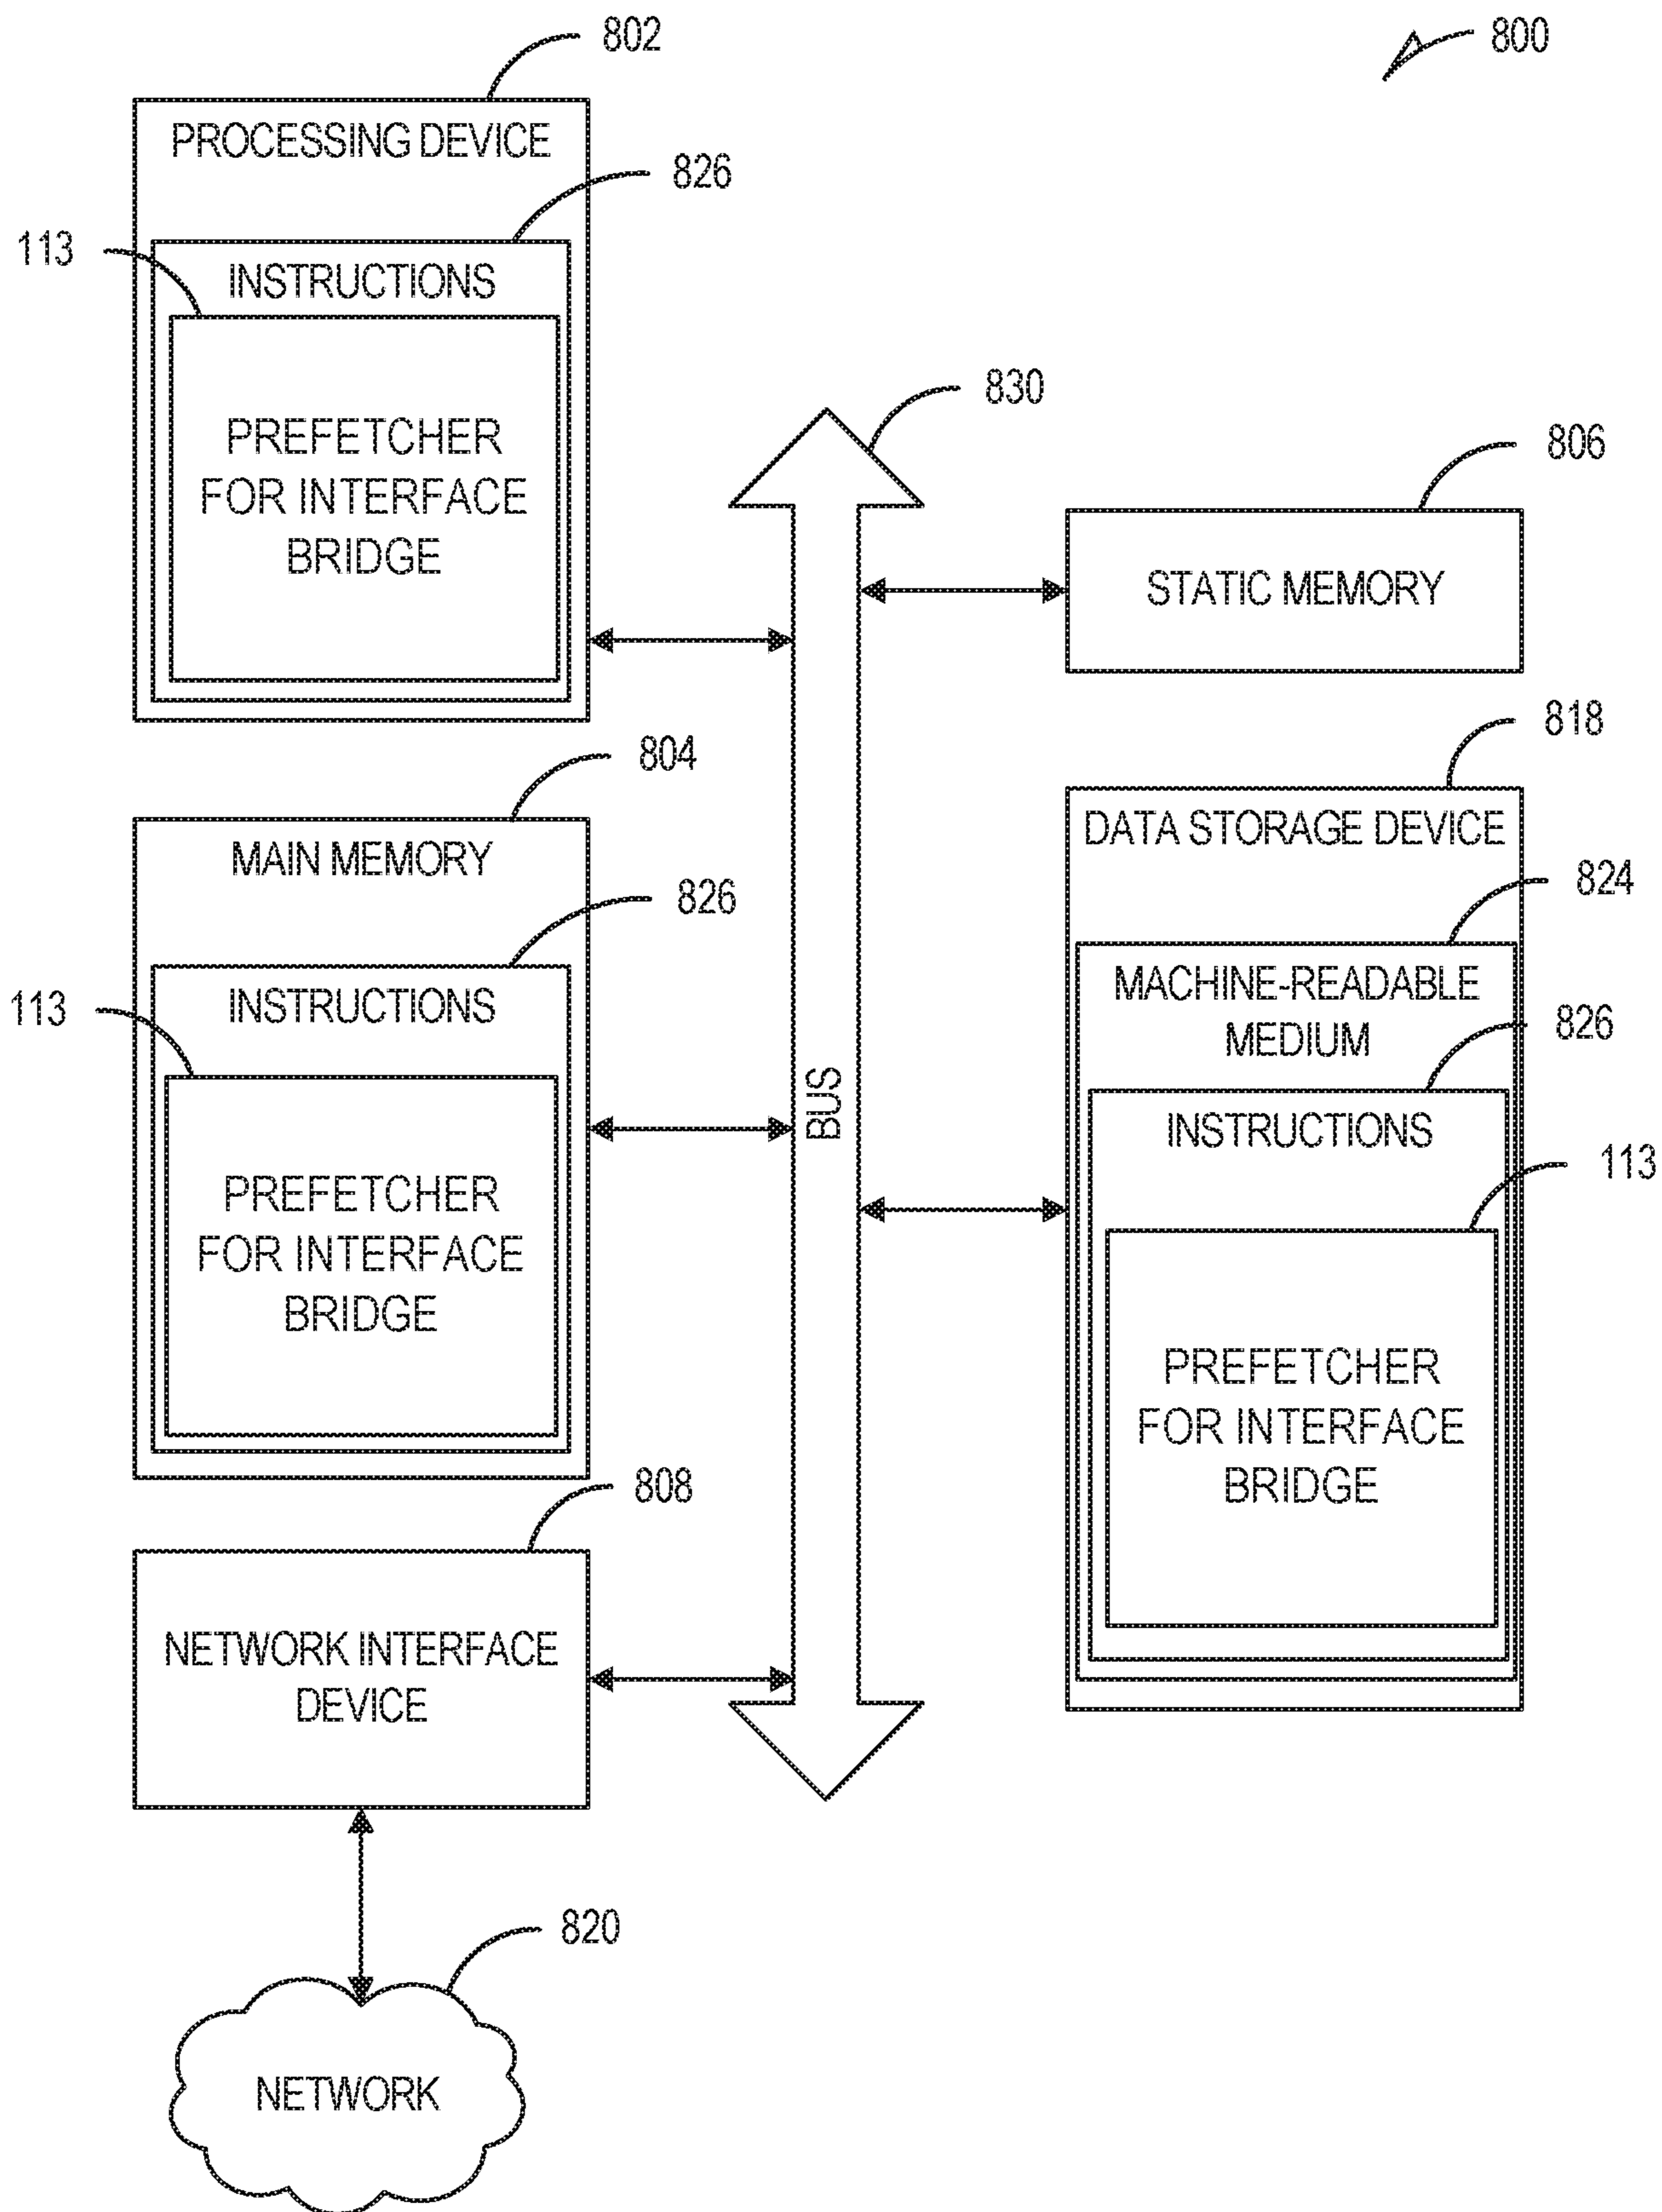 802
800
PROCESSING DEVICE
826
113
INSTRUCTIONS
PREFETCHER
FOR INTERFACE
BRIDGE
830
806
STATIC MEMORY
804
MAIN MEMORY
826
113
INSTRUCTIONS
PREFETCHER
FOR INTERFACE
BRIDGE
BUS
818
DATA STORAGE DEVICE
824
MACHINE-READABLE
MEDIUM
826
INSTRUCTIONS
113
PREFETCHER
FOR INTERFACE
BRIDGE
808
NETWORK INTERFACE
DEVICE
820
NETWORK